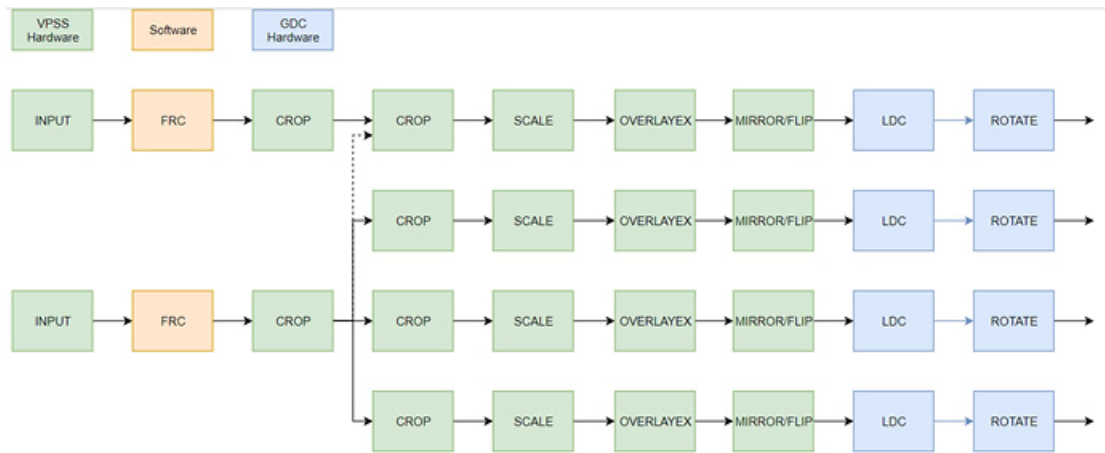 VPSS
Hardware
Software
GDC
Hardware
INPUT
FRC
CROP
CROP
SCALE
OVERLAYEX
MIRROR/FLIP
LDC
ROTATE
CROP
SCALE
OVERLAYEX
MIRROR/FLIP
LDC
ROTATE
INPUT
FRC
CROP
CROP
SCALE
OVERLAYEX
MIRROR/FLIP
LDC
ROTATE
CROP
SCALE
OVERLAYEX
MIRROR/FLIP
LDC
ROTATE